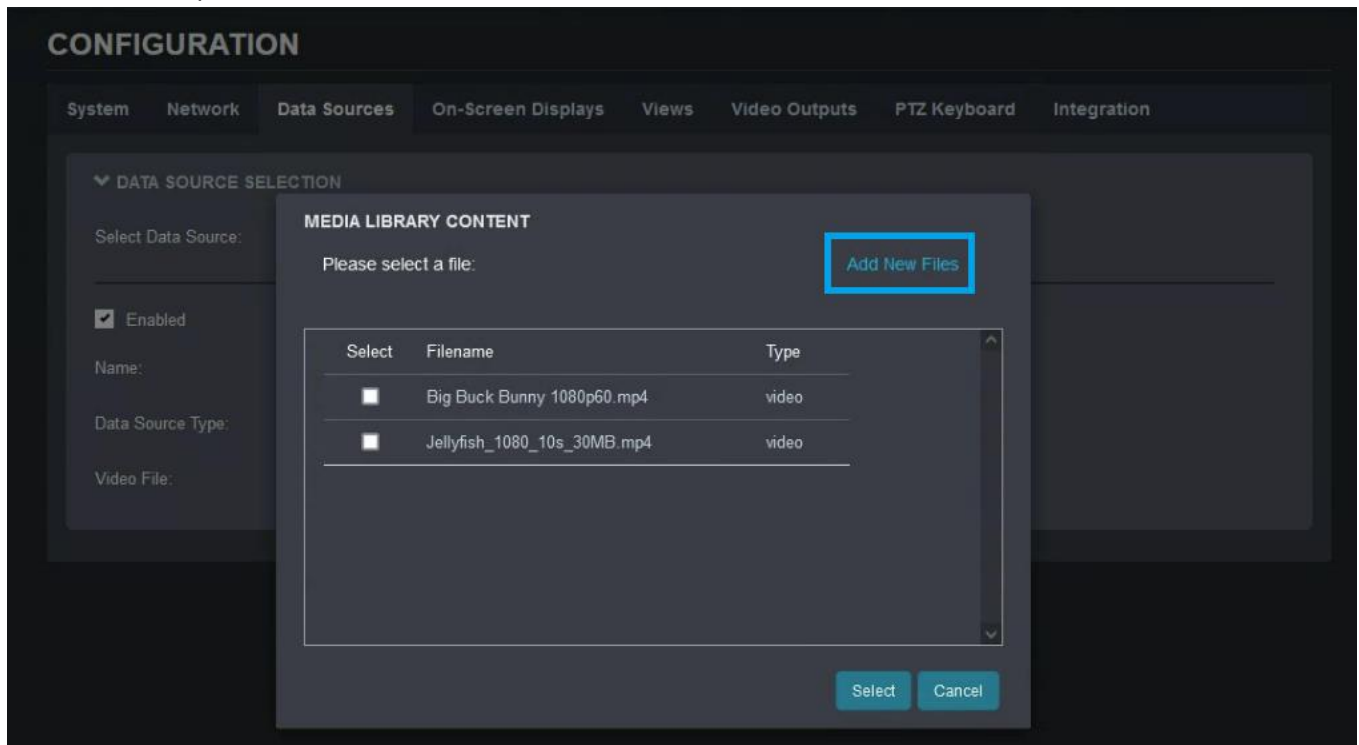 CONFIGURATION
System Network Data Sources On-Screen Displays Views Video Outputs PTZ Keyboard Integration
DATA SOURCE SELECTION
MEDIA LIBRARY CONTENT
Select Data Source:
Please select a file:
Add New Files
Enabled
Select Filename Type
Name:
Big Buck Bunny 1080p60.mp4 video
Data Source Type:
Jellyfish_1080_10s_30MB.mp4 video
Video File:
Select Cancel